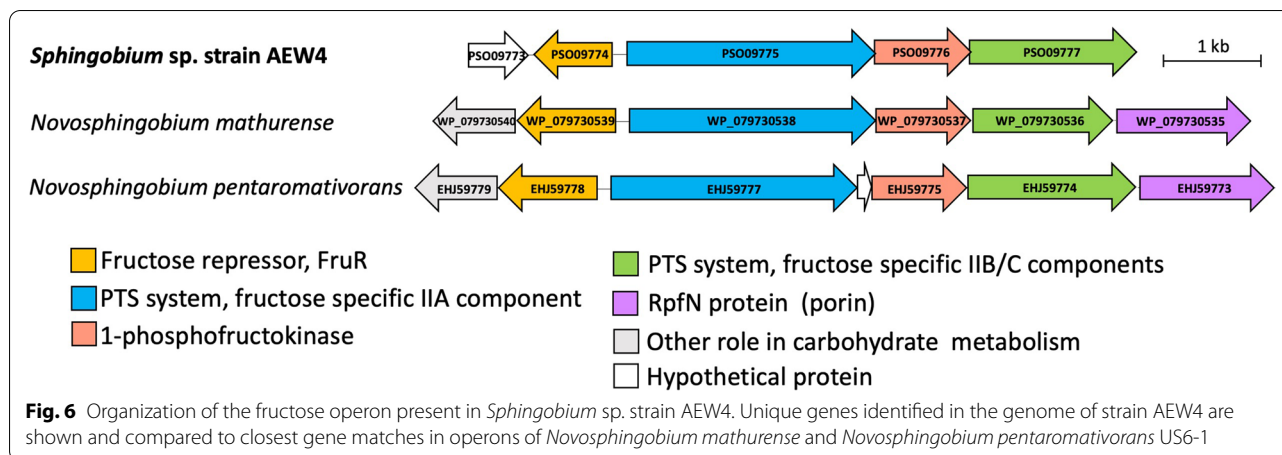 Sphingobium sp. strain AEW4
PSO09773 PSO09774 PSO09775 PSO09776 PSO09777
1 kb
Novosphingobium mathurense
WP_079730540 WP_079730539 WP_079730538 WP_079730537 WP_079730536 WP_079730535
Novosphingobium pentaromativorans
EHJ59779 EHJ59778 EHJ59777 EHJ59775 EHJ59774 EHJ59773
Fructose repressor, FruR
PTS system, fructose specific IIA component
1-phosphofructokinase
PTS system, fructose specific IIB/C components
RpfN protein (porin)
Other role in carbohydrate metabolism
Hypothetical protein
Fig. 6 Organization of the fructose operon present in Sphingobium sp. strain AEW4. Unique genes identified in the genome of strain AEW4 are
shown and compared to closest gene matches in operons of Novosphingobium mathurense and Novosphingobium pentaromativorans US6-1